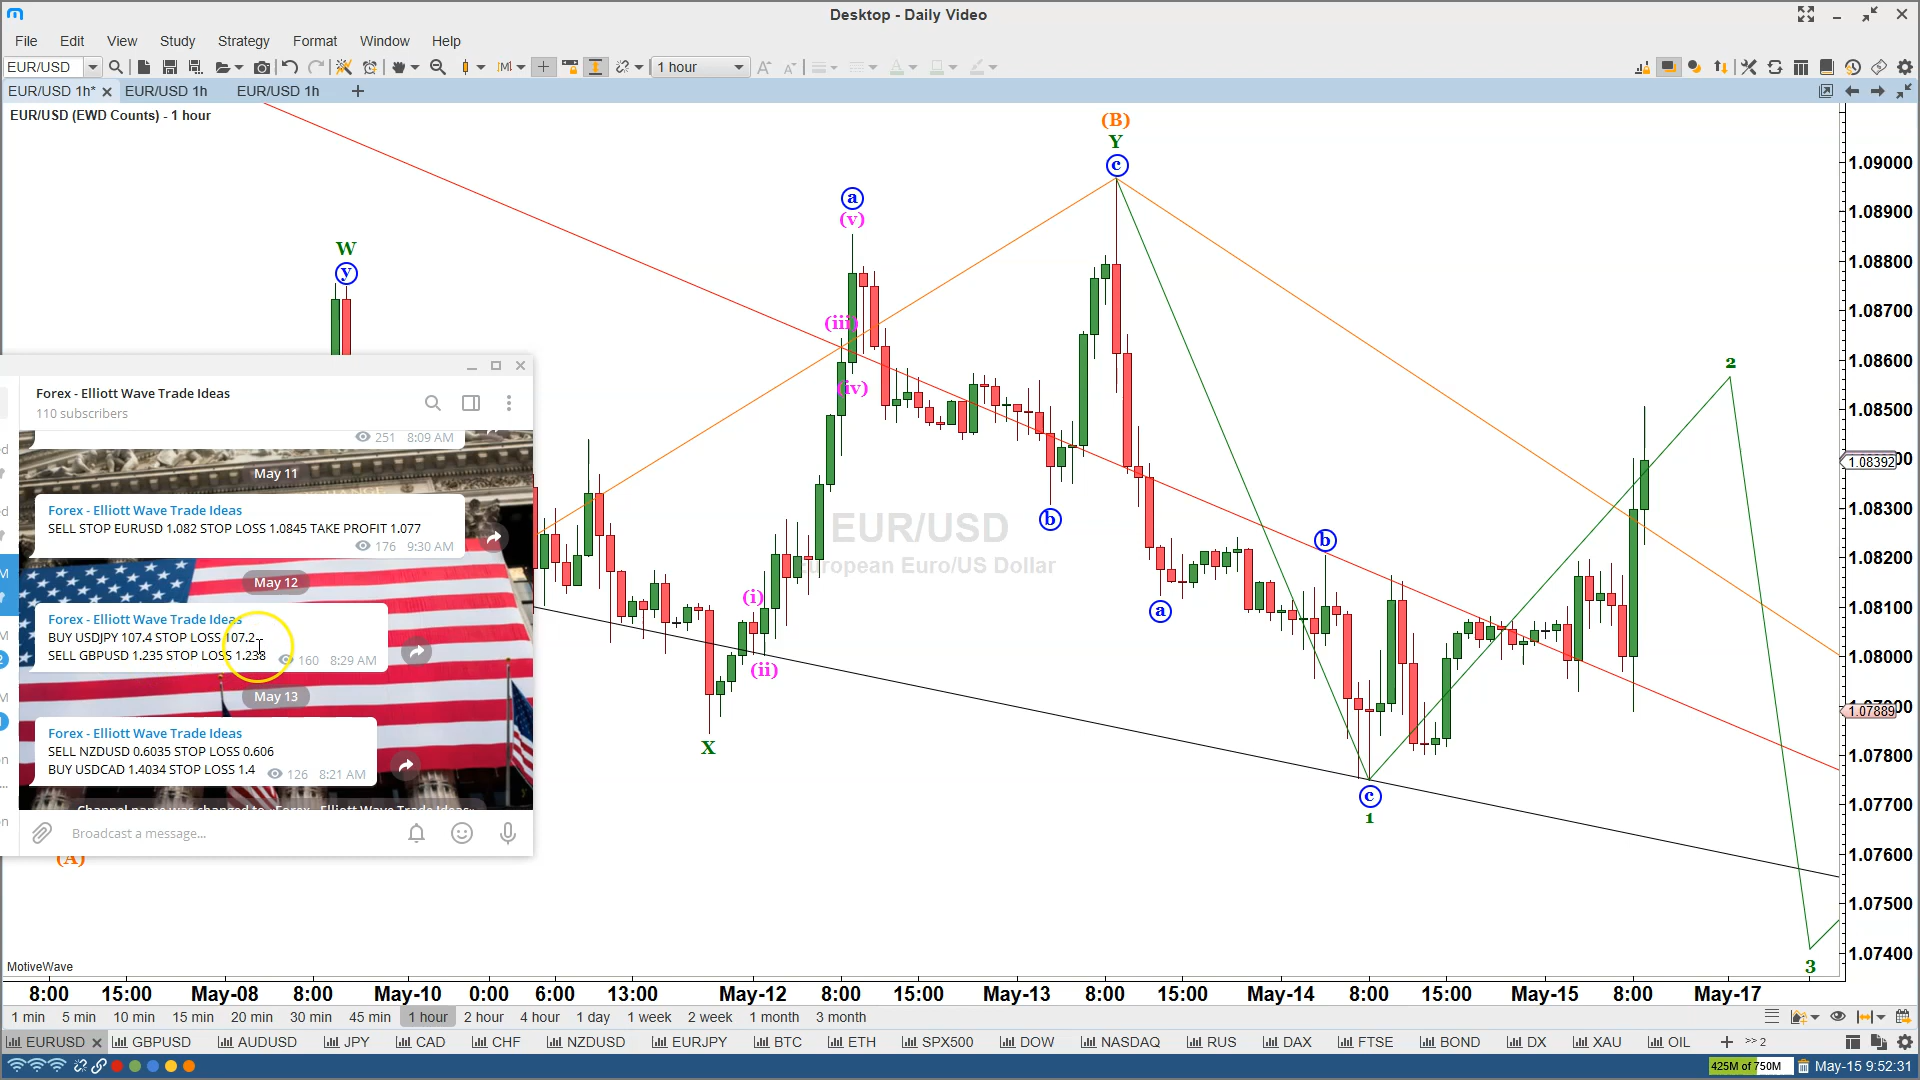 Desktop - Daily Video
File Edit View Study Strategy Format Window Help
EUR/USD
1 hour
EUR/USD 1h* EUR/USD 1h EUR/USD 1h
EUR/USD (EWD Counts) - 1 hour
(B)
Y
c
a
(v)
W
y
(iii)
(iv)
2
b
b
a
(i)
(ii)
X
c
1
3
(A)
EUR/USD
European Euro/US Dollar
1.09000
1.08900
1.08800
1.08700
1.08600
1.08500
1.08392
1.08300
1.08200
1.08100
1.08000
1.07889
1.07800
1.07700
1.07600
1.07500
1.07400
Forex - Elliott Wave Trade Ideas
110 subscribers
251 8:09 AM
May 11
Forex - Elliott Wave Trade Ideas
SELL STOP EURUSD 1.082 STOP LOSS 1.0845 TAKE PROFIT 1.077
176 9:30 AM
May 12
Forex - Elliott Wave Trade Ideas
BUY USDJPY 107.4 STOP LOSS 107.2
SELL GBPUSD 1.235 STOP LOSS 1.238
160 8:29 AM
May 13
Forex - Elliott Wave Trade Ideas
SELL NZDUSD 0.6035 STOP LOSS 0.606
BUY USDCAD 1.4034 STOP LOSS 1.4
126 8:21 AM
Channel name was changed to «Forex - Elliott Wave Trade Ideas»
Broadcast a message...
MotiveWave
8:00 15:00 May-08 8:00 May-10 0:00 6:00 13:00 May-12 8:00 15:00 May-13 8:00 15:00 May-14 8:00 15:00 May-15 8:00 May-17
1 min 5 min 10 min 15 min 20 min 30 min 45 min 1 hour 2 hour 4 hour 1 day 1 week 2 week 1 month 3 month
EURUSD GBPUSD AUDUSD JPY CAD CHF NZDUSD EURJPY BTC ETH SPX500 DOW NASDAQ RUS DAX FTSE BOND DX XAU OIL >> 2
425M of 750M May-15 9:52:31